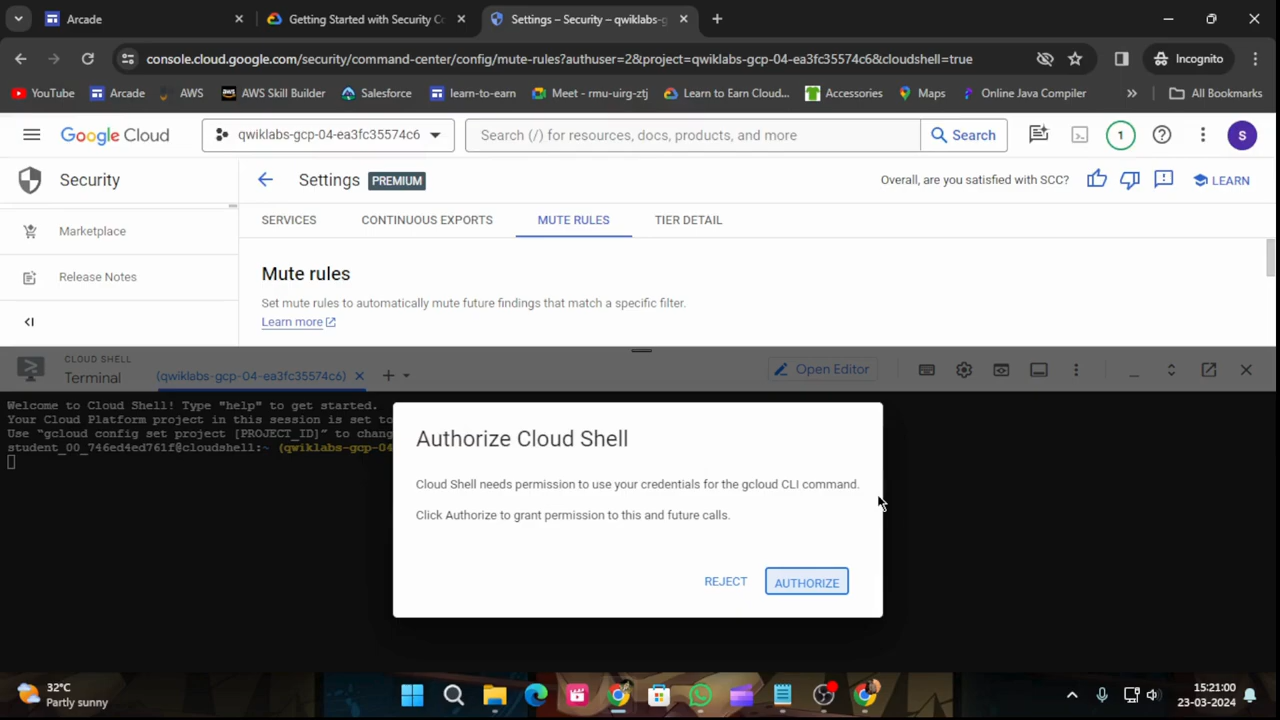 Arcade
Getting Started with Security Co
Settings – Security – qwiklabs-g
console.cloud.google.com/security/command-center/config/mute-rules?authuser=2&project=qwiklabs-gcp-04-ea3fc35574c6&cloudshell=true
Incognito
YouTube
Arcade
AWS
AWS Skill Builder
Salesforce
learn-to-earn
Meet - rmu-uirg-ztj
Learn to Earn Cloud...
Accessories
Maps
Online Java Compiler
All Bookmarks
Google Cloud
qwiklabs-gcp-04-ea3fc35574c6
Search (/) for resources, docs, products, and more
Search
1
S
Security
Settings PREMIUM
Overall, are you satisfied with SCC?
LEARN
Marketplace
Release Notes
SERVICES
CONTINUOUS EXPORTS
MUTE RULES
TIER DETAIL
Mute rules
Set mute rules to automatically mute future findings that match a specific filter.
Learn more
CLOUD SHELL
Terminal
(qwiklabs-gcp-04-ea3fc35574c6)
Open Editor
Welcome to Cloud Shell! Type "help" to get started.
Your Cloud Platform project in this session is set to
Use "gcloud config set project [PROJECT_ID]" to chang
student_00_746ed4ed761f@cloudshell:~ (qwiklabs-gcp-04
Authorize Cloud Shell
Cloud Shell needs permission to use your credentials for the gcloud CLI command.
Click Authorize to grant permission to this and future calls.
REJECT
AUTHORIZE
32°C
Partly sunny
15:21:00
23-03-2024